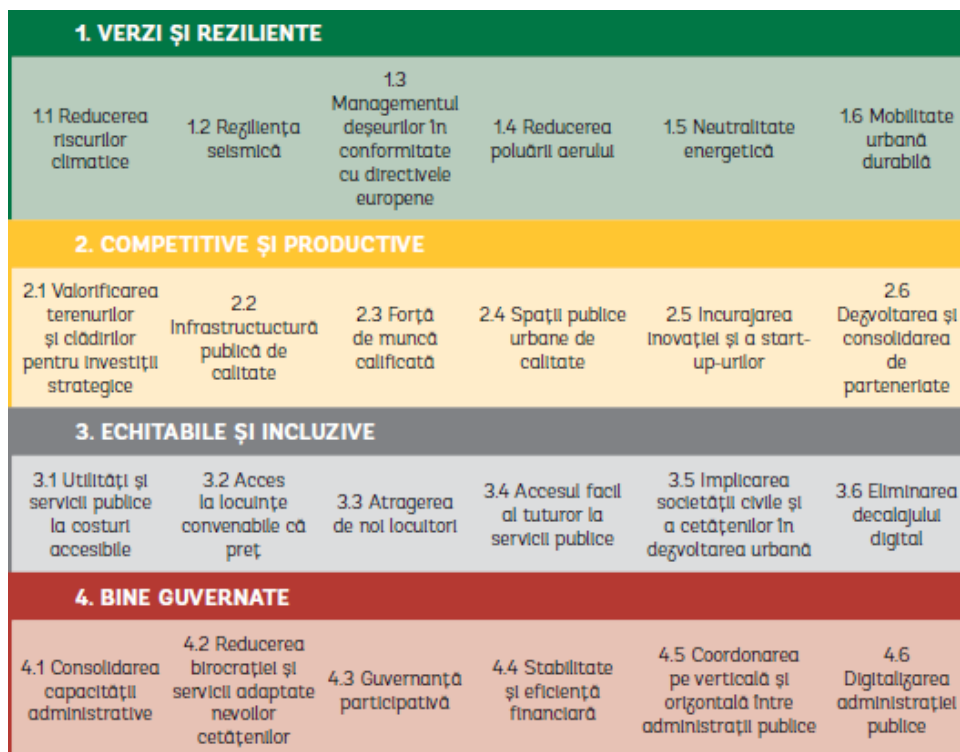 1. VERZI ȘI REZILIENTE
1.1 Reducerea
riscurilor
climatice
1.2 Reziliența
seismică
1.3
Managementul
deșeurilor în
conformitate
cu directivele
europene
1.4 Reducerea
poluării aerului
1.5 Neutralitate
energetică
1.6 Mobilitate
urbană
durabilă
2. COMPETITIVE ȘI PRODUCTIVE
2.1 Valorificarea
terenurilor
și clădirilor
pentru investiții
strategice
2.2
Infrastructuctură
publică de
calitate
2.3 Forță
de muncă
calificată
2.4 Spații publice
urbane de
calitate
2.5 Incurajarea
inovației și a start-
up-urilor
2.6
Dezvoltarea și
consolidarea
de
parteneriate
3. ECHITABILE ȘI INCLUZIVE
3.1 Utilități și
servicii publice
la costuri
accesibile
3.2 Acces
la locuințe
convenabile că
preț
3.3 Atragerea
de noi locuitori
3.4 Accesul facil
al tuturor la
servicii publice
3.5 Implicarea
societății civile și
a cetățenilor în
dezvoltarea urbană
3.6 Eliminarea
decalajului
digital
4. BINE GUVERNATE
4.1 Consolidarea
capacității
administrative
4.2 Reducerea
birocrației și
servicii adaptate
nevoilor
cetățenilor
4.3 Guvernanță
participativă
4.4 Stabilitate
și eficiență
financiară
4.5 Coordonarea
pe verticală și
orizontală între
administrații publice
4.6
Digitalizarea
administrației
publice